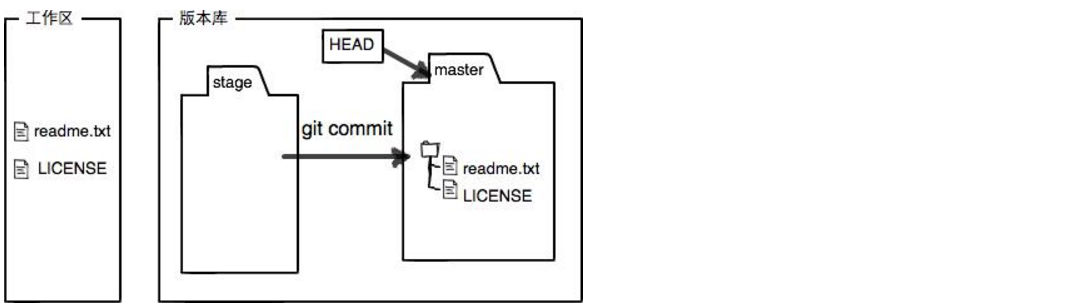 工作区
版本库
HEAD
stage
master
git commit
readme.txt
LICENSE
readme.txt
LICENSE